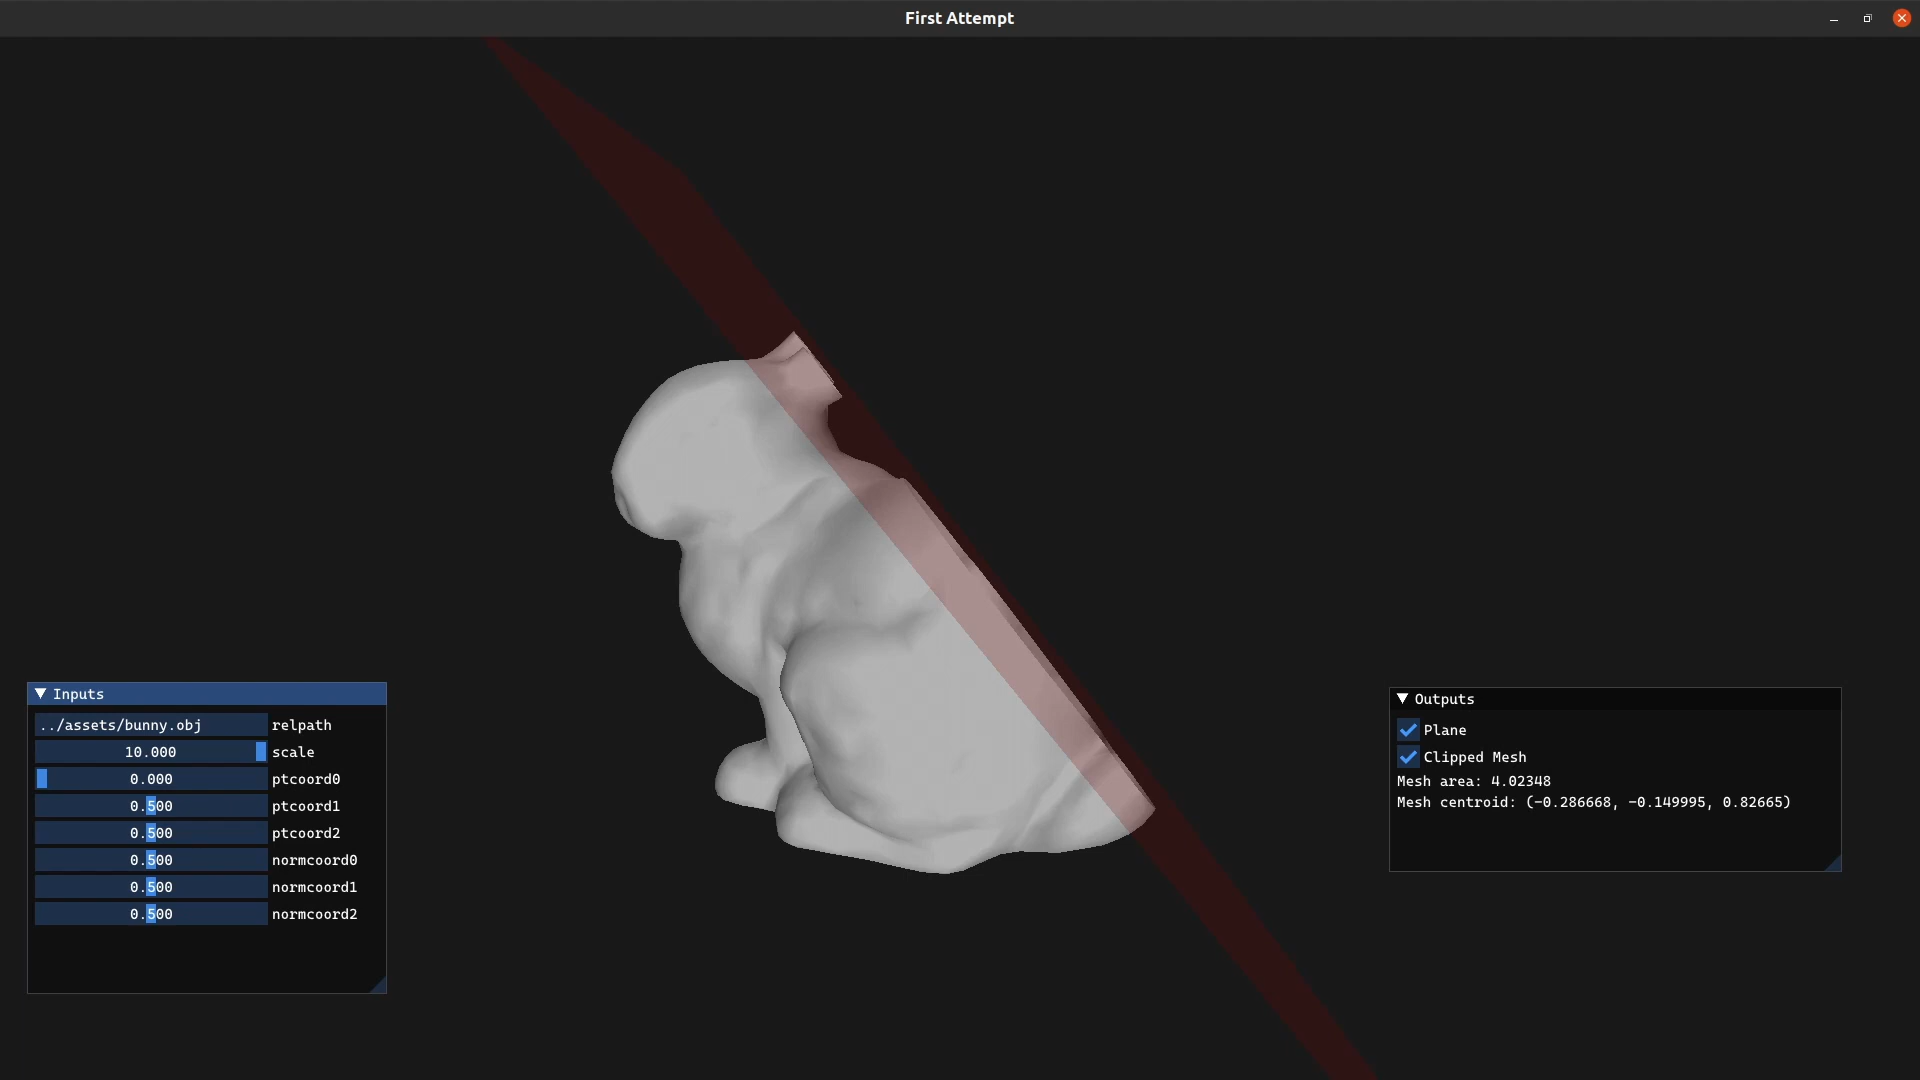 First Attempt
Inputs
../assets/bunny.obj relpath
10.000 scale
0.000 ptcoord0
0.500 ptcoord1
0.500 ptcoord2
0.500 normcoord0
0.500 normcoord1
0.500 normcoord2
Outputs
Plane
Clipped Mesh
Mesh area: 4.02348
Mesh centroid: (-0.286668, -0.149995, 0.82665)